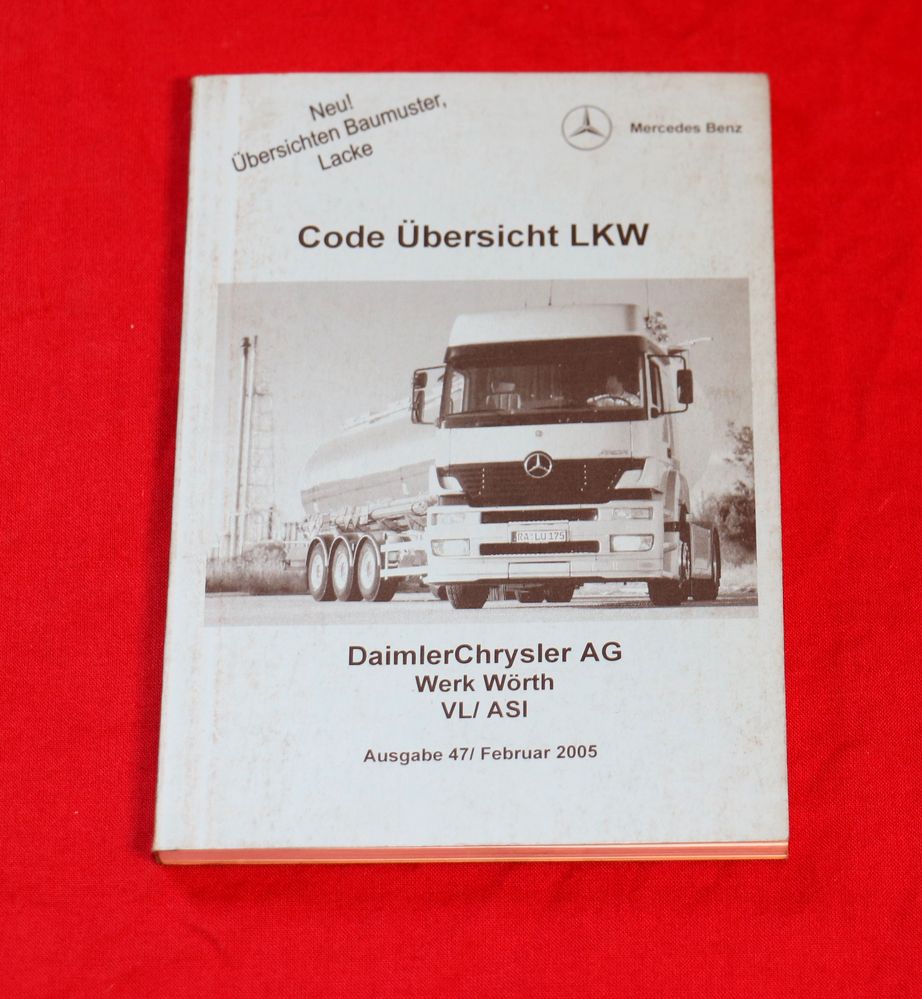 Neu!
Übersichten Baumuster,
Lacke
Mercedes Benz
Code Übersicht LKW
RA LU 175
DaimlerChrysler AG
Werk Wörth
VL/ ASI
Ausgabe 47/ Februar 2005